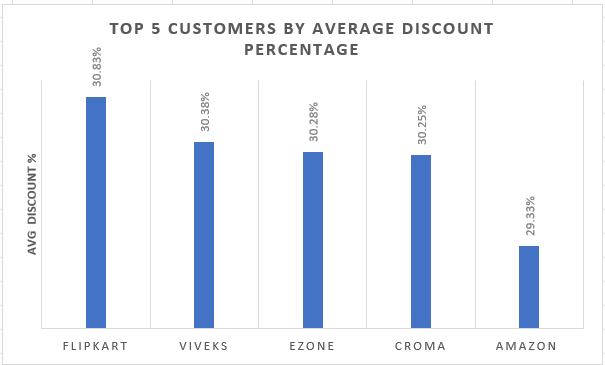 TOP 5 CUSTOMERS BY AVERAGE DISCOUNT
PERCENTAGE
AVG DISCOUNT %
30.83%
30.38%
30.28%
30.25%
29.33%
FLIPKART
VIVEKS
EZONE
CROMA
AMAZON